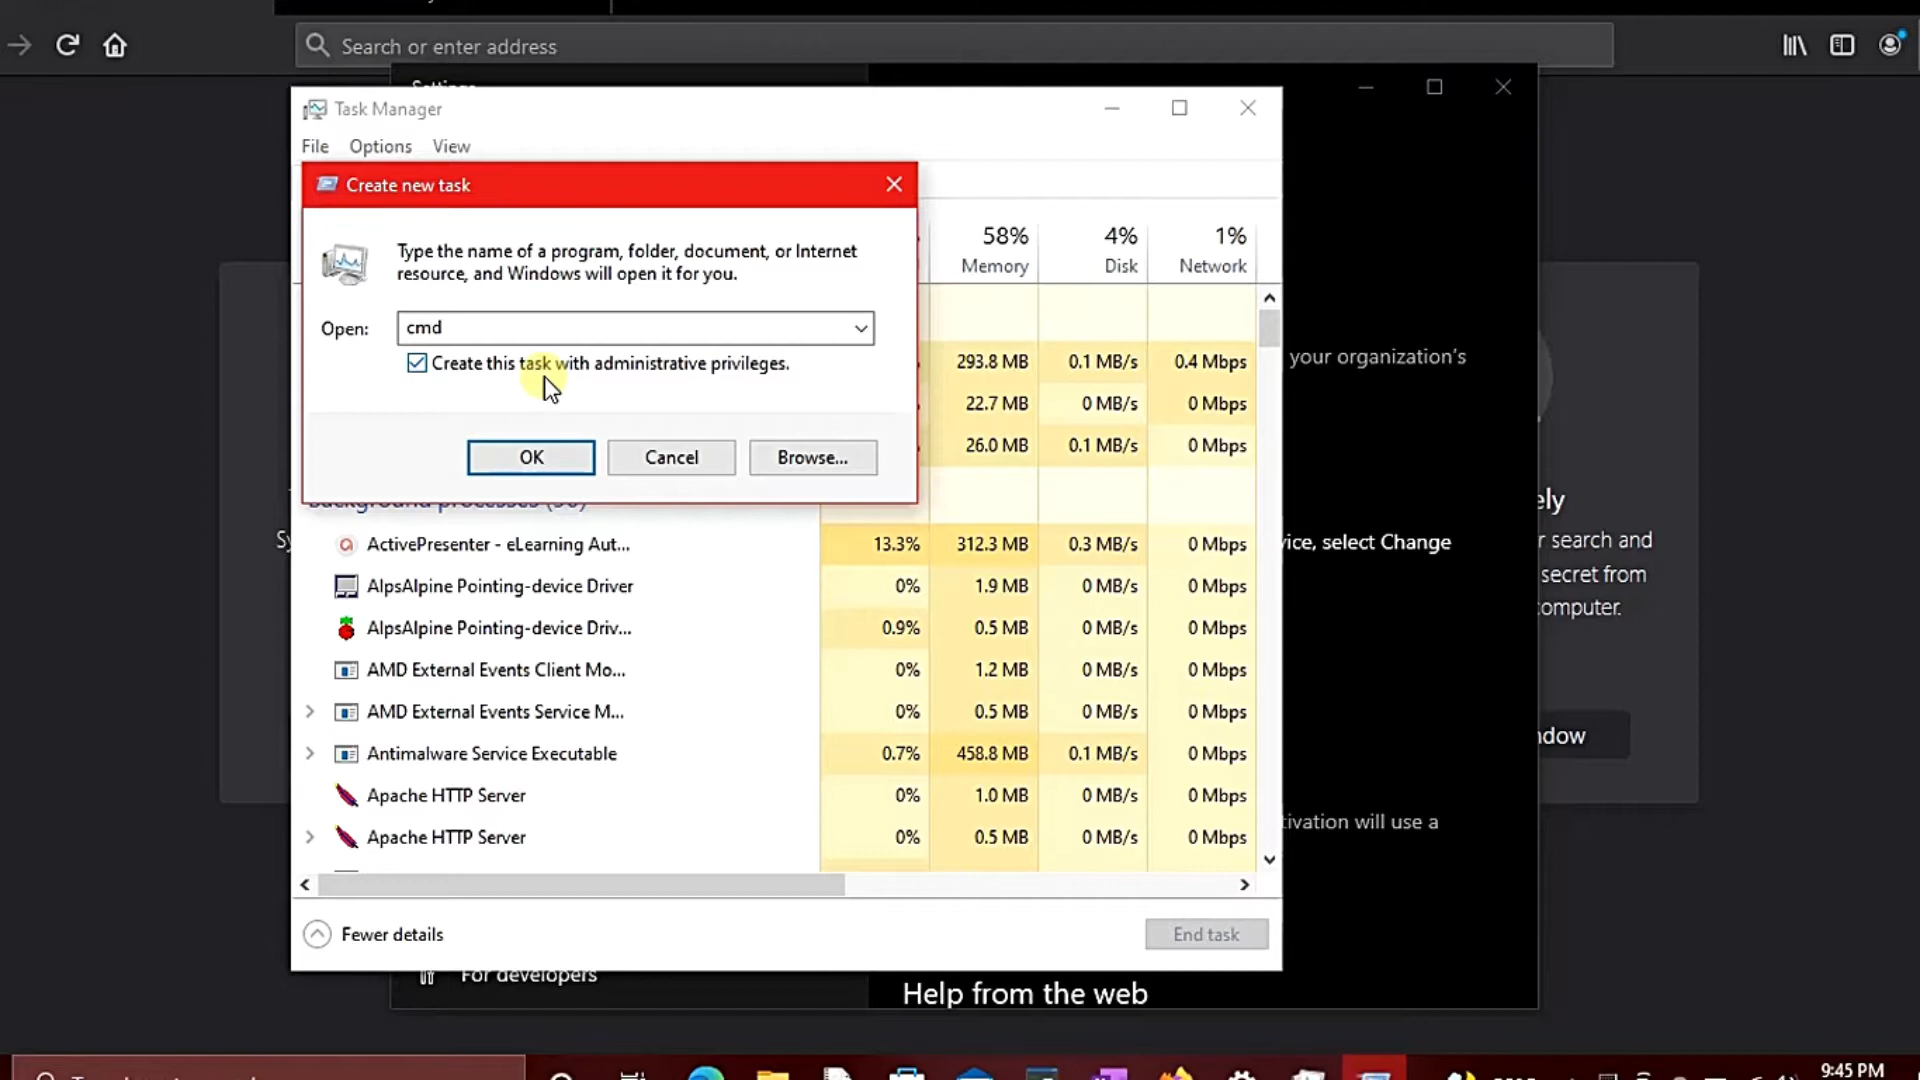 Search or enter address
Settings
Task Manager
File Options View
Create new task
Type the name of a program, folder, document, or Internet
resource, and Windows will open it for you.
Open: cmd
Create this task with administrative privileges.
OK Cancel Browse...
58% 4% 1%
Memory Disk Network
293.8 MB 0.1 MB/s 0.4 Mbps
22.7 MB 0 MB/s 0 Mbps
26.0 MB 0.1 MB/s 0 Mbps
Background processes
ActivePresenter - eLearning Aut... 13.3% 312.3 MB 0.3 MB/s 0 Mbps
AlpsAlpine Pointing-device Driver 0% 1.9 MB 0 MB/s 0 Mbps
AlpsAlpine Pointing-device Driv... 0.9% 0.5 MB 0 MB/s 0 Mbps
AMD External Events Client Mo... 0% 1.2 MB 0 MB/s 0 Mbps
AMD External Events Service M... 0% 0.5 MB 0 MB/s 0 Mbps
Antimalware Service Executable 0.7% 458.8 MB 0.1 MB/s 0 Mbps
Apache HTTP Server 0% 1.0 MB 0 MB/s 0 Mbps
Apache HTTP Server 0% 0.5 MB 0 MB/s 0 Mbps
Fewer details End task
your organization's
vice, select Change
tivation will use a
ely
r search and
secret from
computer.
ndow
For developers
Help from the web
9:45 PM